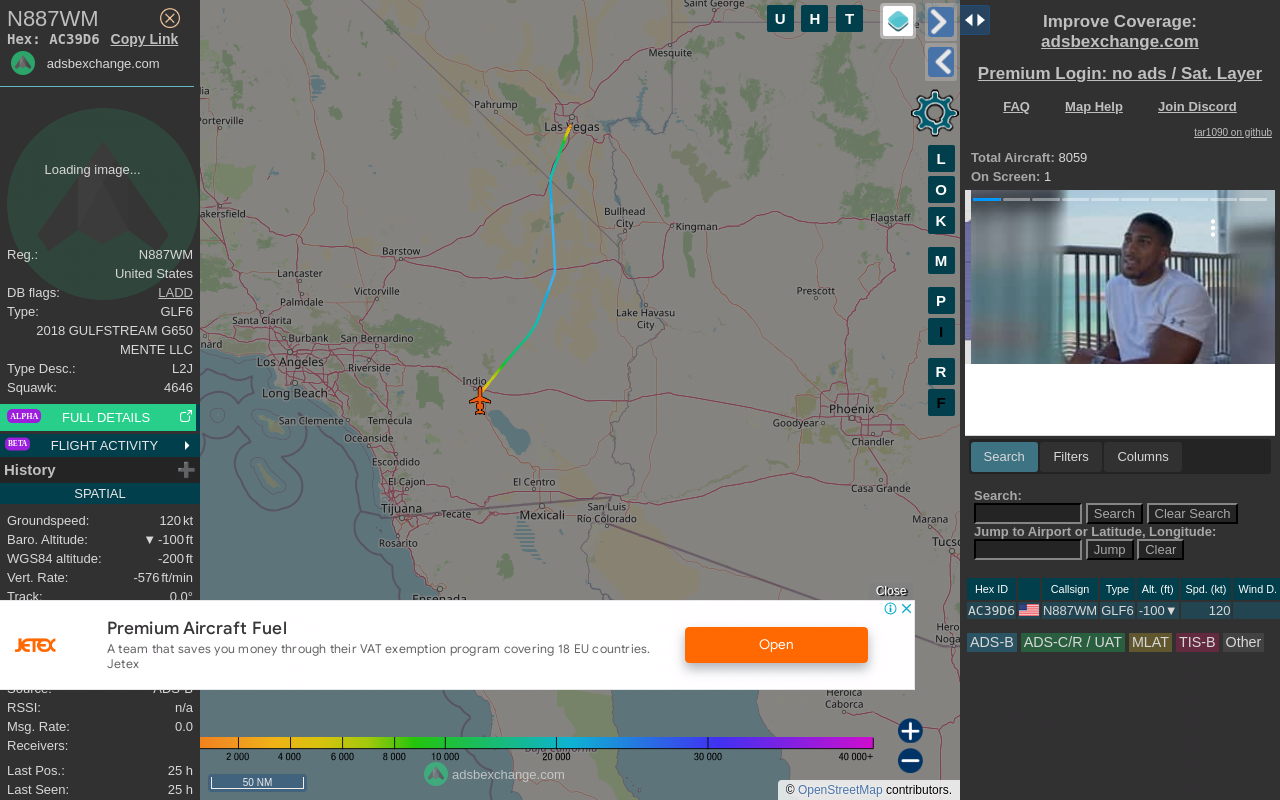 N887WM
Hex: AC39D6 Copy Link
adsbexchange.com
Loading image...
Reg.: N887WM
United States
DB flags: LADD
Type: GLF6
2018 GULFSTREAM G650
MENTE LLC
Type Desc.: L2J
Squawk: 4646
ALPHA FULL DETAILS
BETA FLIGHT ACTIVITY
History
SPATIAL
Groundspeed: 120 kt
Baro. Altitude: ▼ -100 ft
WGS84 altitude: -200 ft
Vert. Rate: -576 ft/min
Track: 0.0°
Source: ADS-B
RSSI: n/a
Msg. Rate: 0.0
Receivers:
Last Pos.: 25 h
Last Seen: 25 h
Saint George
Mesquite
Pahrump
Las Vegas
Porterville
akersfield
Bullhead
City
Kingman
Flagstaff
Barstow
Lancaster
Palmdale
Victorville
Prescott
Santa Clarita
Lake Havasu
City
nard
Burbank
San Bernardino
Los Angeles
Riverside
Indio
Long Beach
Phoenix
San Clemente
Temecula
Goodyear
Oceanside
Chandler
Escondido
El Cajon
El Centro
Casa Grande
Tijuana
Tecate
Mexicali
San Luis
Río Colorado
Marana
Rosarito
Tucso
Ensenada
Hero
Noga
Heroica
Caborca
Baja California
U H T
L
O
K
M
P
I
R
F
Close
Premium Aircraft Fuel
A team that saves you money through their VAT exemption program covering 18 EU countries.
Jetex
JETEX
Open
2 000 4 000 6 000 8 000 10 000 20 000 30 000 40 000+
adsbexchange.com
50 NM
© OpenStreetMap contributors.
Improve Coverage:
adsbexchange.com
Premium Login: no ads / Sat. Layer
FAQ Map Help Join Discord
tar1090 on github
Total Aircraft: 8059
On Screen: 1
Search Filters Columns
Search:
Search Clear Search
Jump to Airport or Latitude, Longitude:
Jump Clear
Hex ID Callsign Type Alt. (ft) Spd. (kt) Wind D.
AC39D6 N887WM GLF6 -100▼ 120
ADS-B ADS-C/R / UAT MLAT TIS-B Other